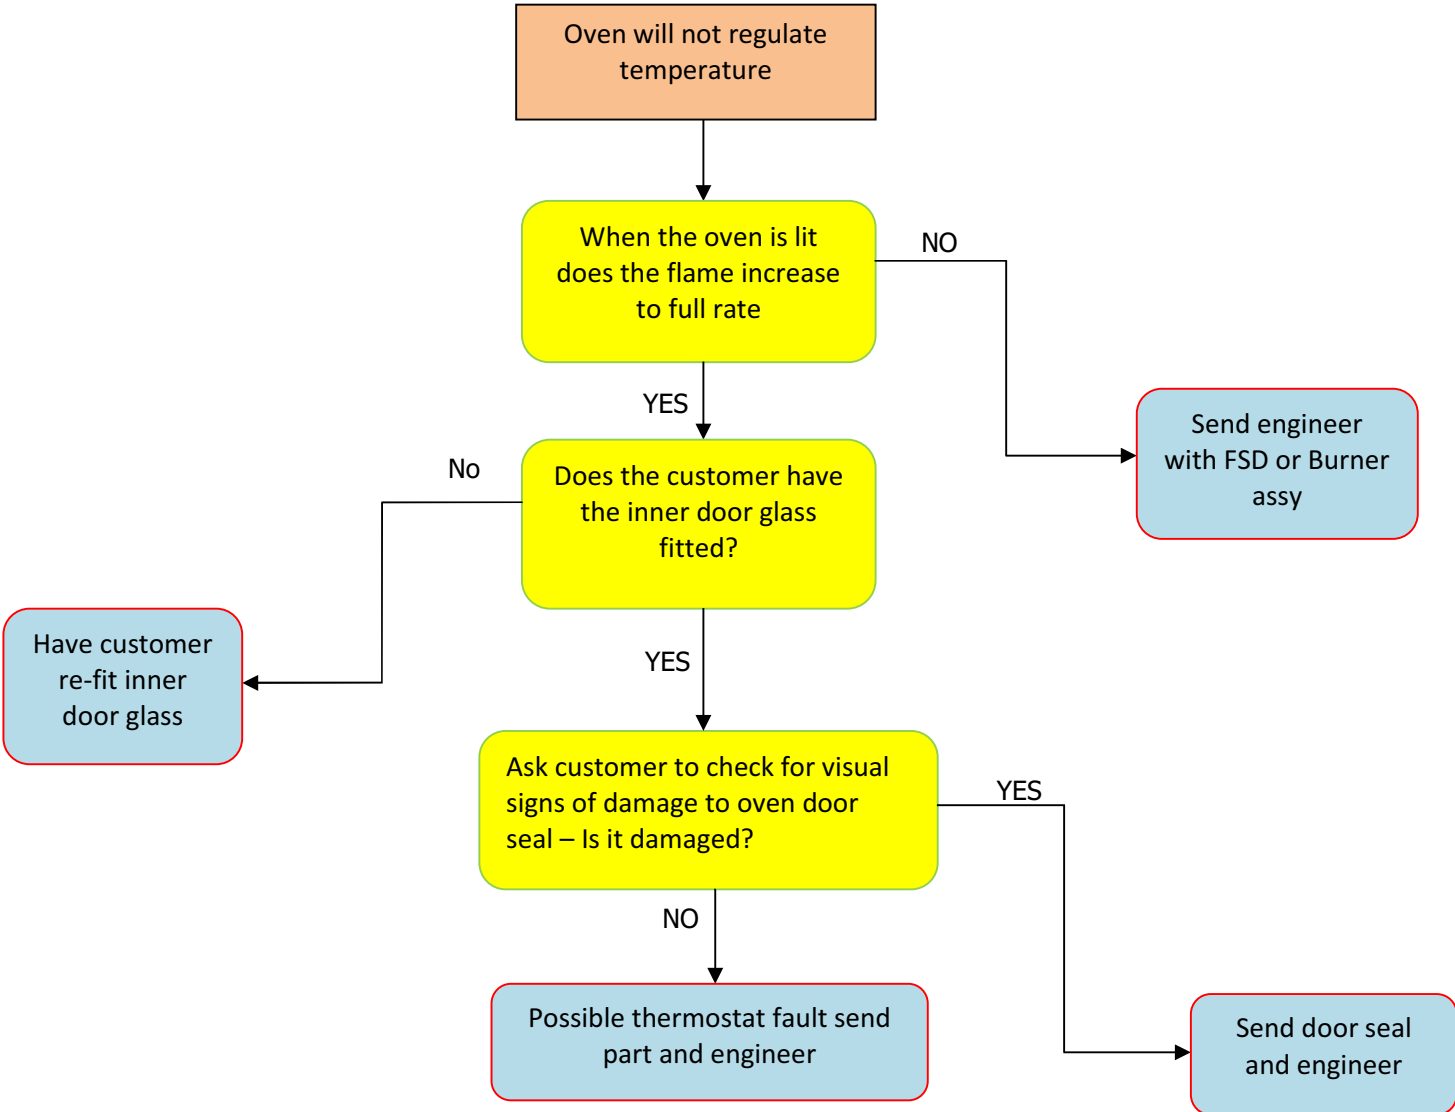 Oven will not regulate
temperature
When the oven is lit
does the flame increase
to full rate
NO
YES
Send engineer
with FSD or Burner
assy
No
Does the customer have
the inner door glass
fitted?
Have customer
re-fit inner
door glass
YES
Ask customer to check for visual
signs of damage to oven door
seal – Is it damaged?
YES
NO
Possible thermostat fault send
part and engineer
Send door seal
and engineer